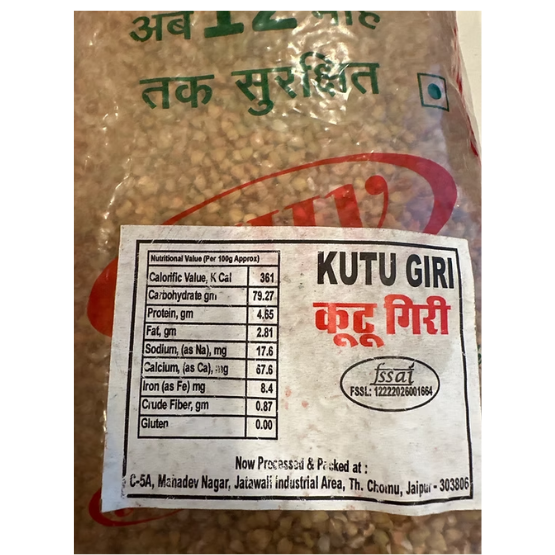 अब 12 माह
तक सुरक्षित
Nutritional Value (Per 100g Approx)
Calorific Value, K Cal 361
Carbohydrate gm 79.27
Protein, gm 4.65
Fat, gm 2.81
Sodium, (as Na), mg 17.6
Calcium, (as Ca), mg 67.6
Iron (as Fe) mg 8.4
Crude Fiber, gm 0.87
Gluten 0.00
KUTU GIRI
कूटू गिरी
fssai
FSSL: 12222026001664
Now Processed & Packed at :
C-5A, Mahadev Nagar, Jatawali Industrial Area, Th. Chomu, Jaipur - 303806